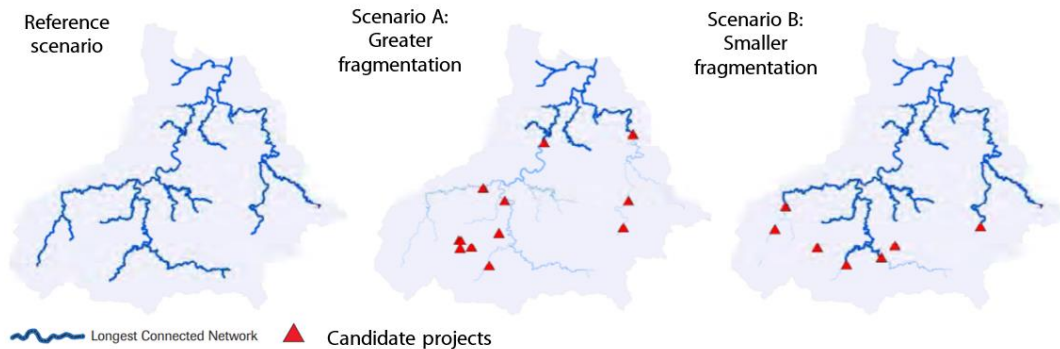 Reference
scenario
Scenario A:
Greater
fragmentation
Scenario B:
Smaller
fragmentation
Longest Connected Network
Candidate projects